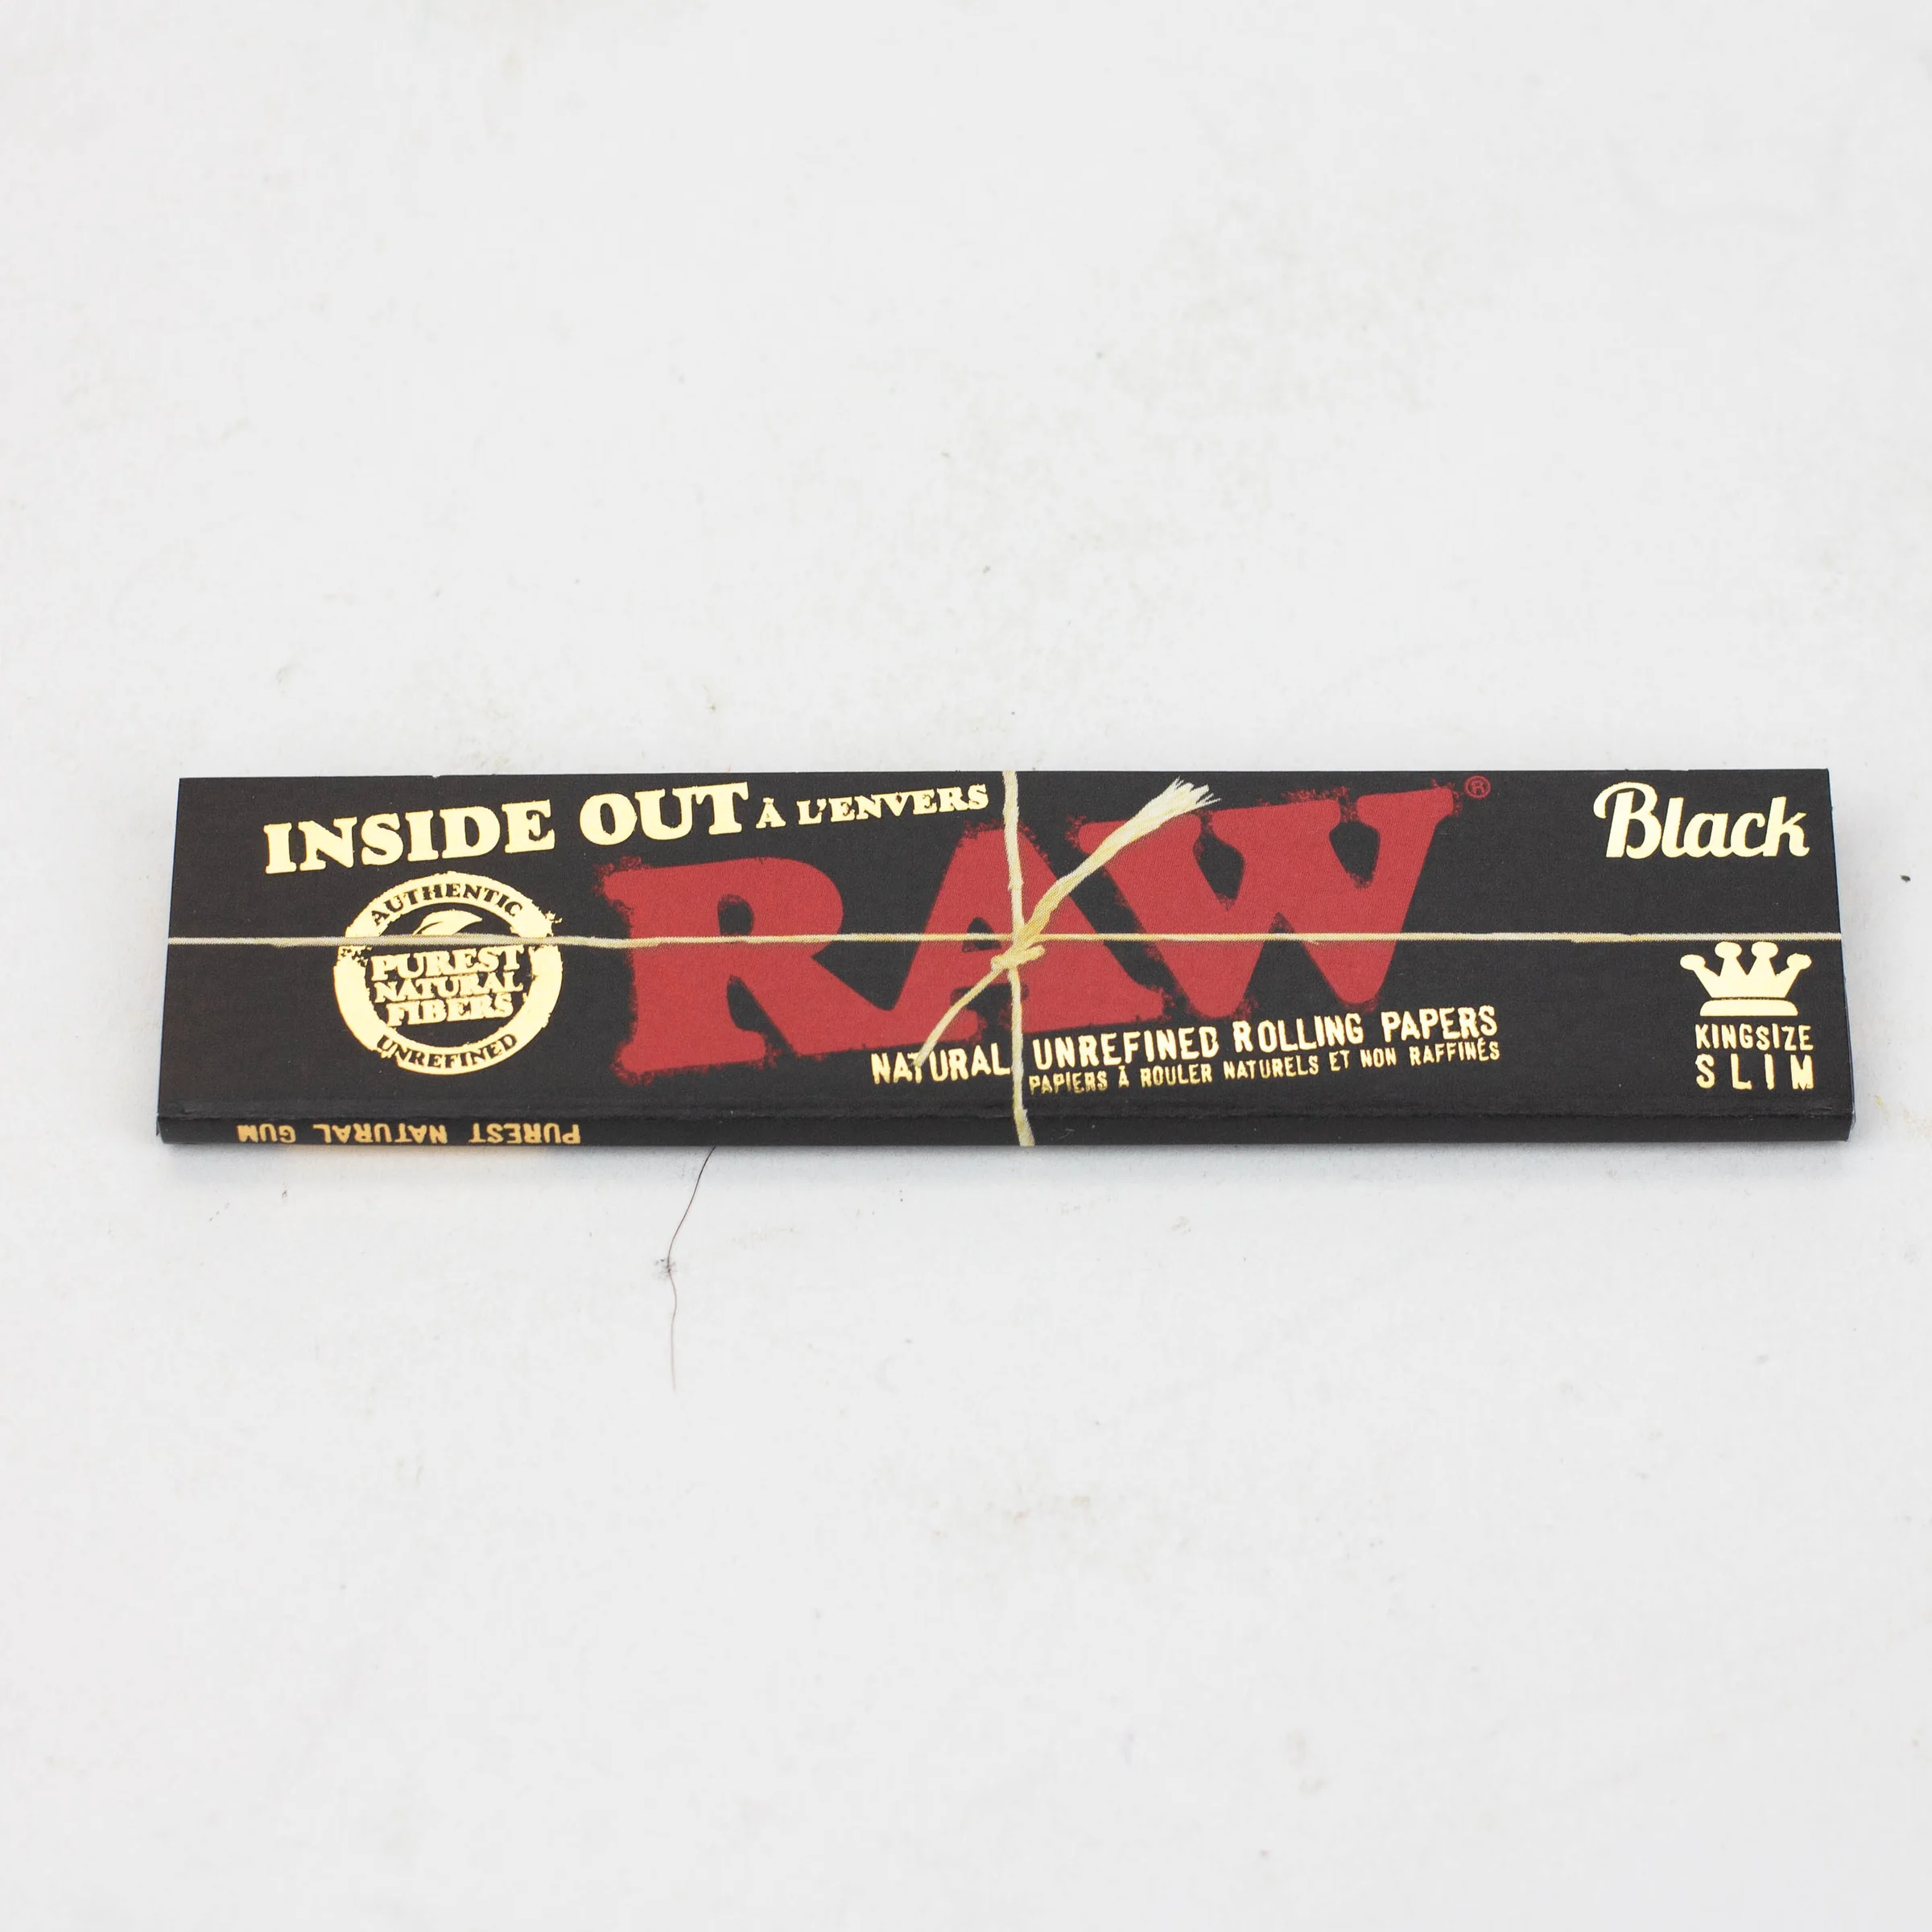 INSIDE OUT À L'ENVERS
RAW®
Black
AUTHENTIC
PUREST
NATURAL
FIBERS
UNREFINED
NATURAL UNREFINED ROLLING PAPERS
PAPIERS À ROULER NATURELS ET NON RAFFINÉS
KINGSIZE
SLIM
PUREST NATURAL GUM